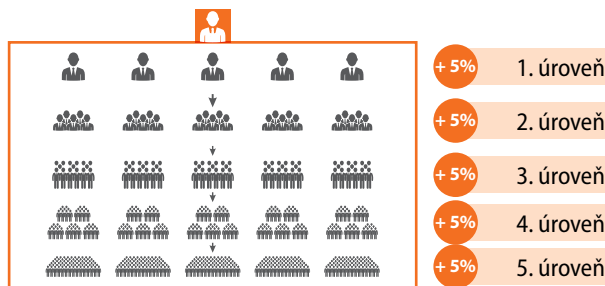 + 5% 1. úroveň
+ 5% 2. úroveň
+ 5% 3. úroveň
+ 5% 4. úroveň
+ 5% 5. úroveň